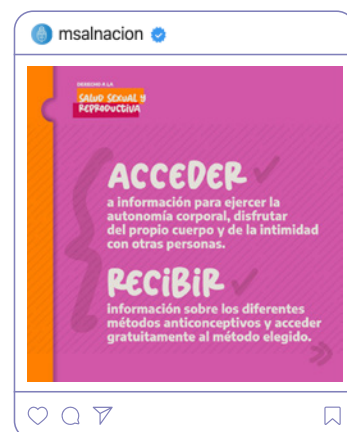 msalnacion
DERECHO A LA
SALUD SEXUAL Y
REPRODUCTIVA
ACCEDER
a información para ejercer la
autonomía corporal, disfrutar
del propio cuerpo y de la intimidad
con otras personas.
RECIBIR
información sobre los diferentes
métodos anticonceptivos y acceder
gratuitamente al método elegido.